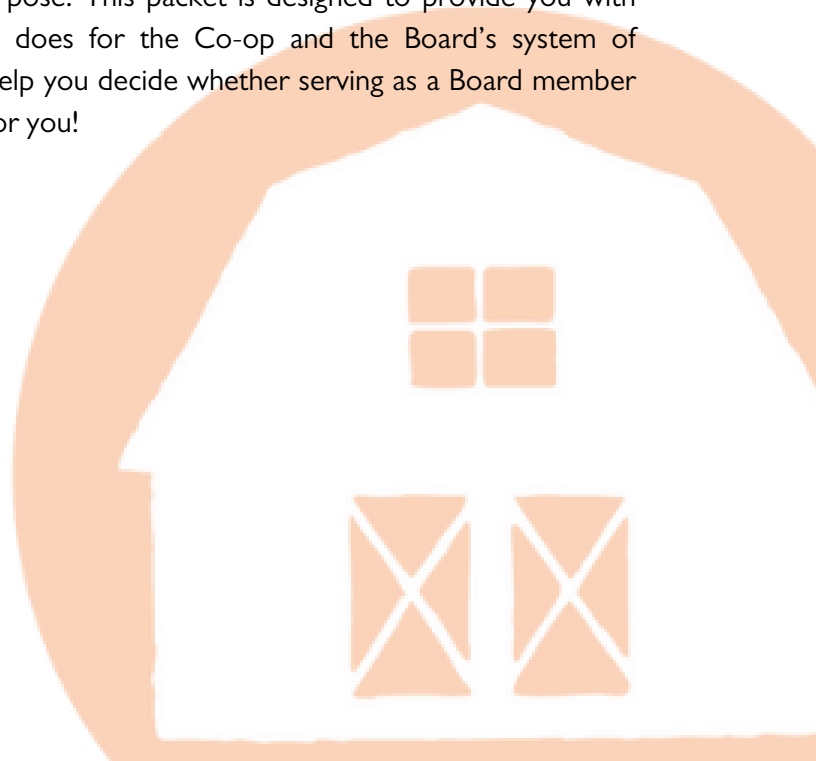 pose. This packet is designed to provide you with
does for the Co-op and the Board’s system of
elp you decide whether serving as a Board member
or you!